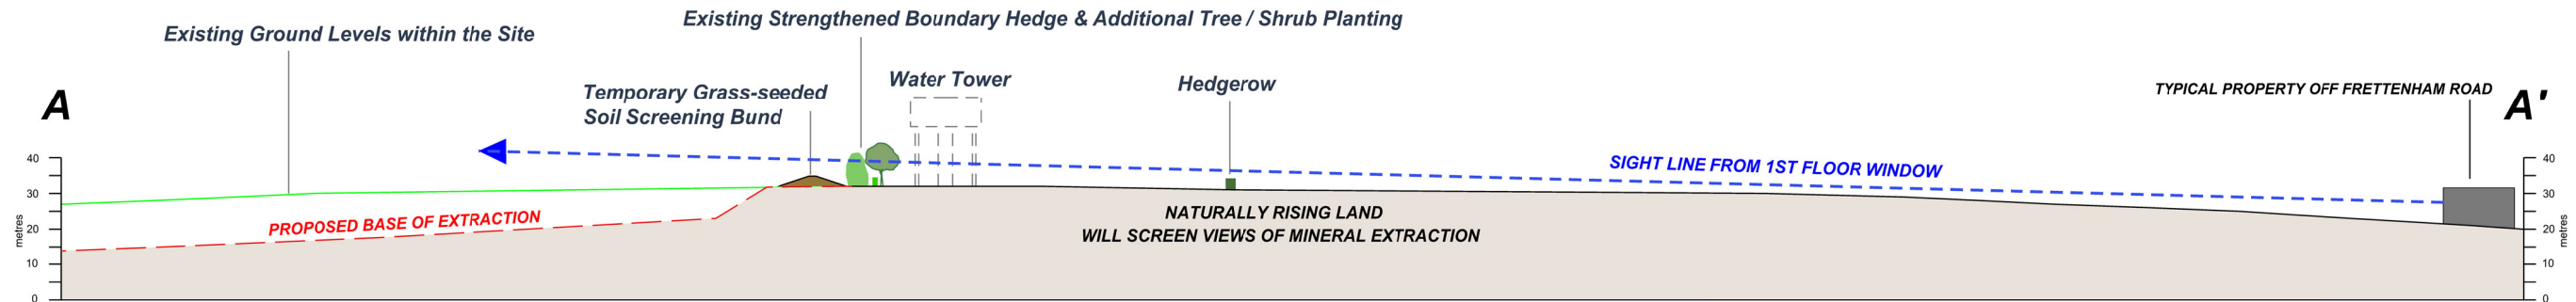 Existing Strengthened Boundary Hedge & Additional Tree / Shrub Planting
Existing Ground Levels within the Site
Water Tower
Hedgerow
Temporary Grass-seeded
Soil Screening Bund
TYPICAL PROPERTY OFF FRETTENHAM ROAD
A
A'
SIGHT LINE FROM 1ST FLOOR WINDOW
PROPOSED BASE OF EXTRACTION
NATURALLY RISING LAND
WILL SCREEN VIEWS OF MINERAL EXTRACTION
40
30
20
10
0
metres
40
30
20
10
0
metres